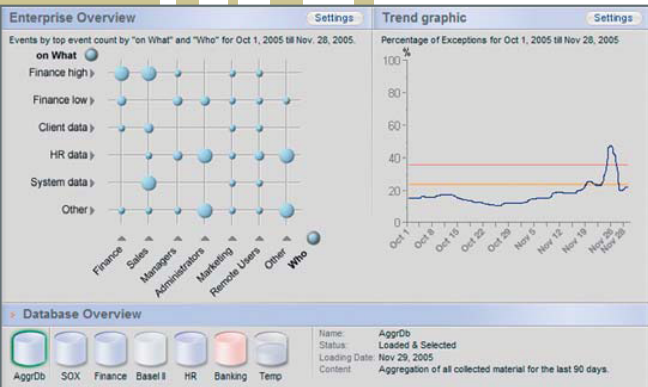 Enterprise Overview
Settings
Events by top event count by "on What" and "Who" for Oct 1, 2005 till Nov. 28, 2005.
on What
Finance high
Finance low
Client data
HR data
System data
Other
Finance
Sales
Managers
Administrators
Marketing
Remote Users
Other
Who
Trend graphic
Settings
Percentage of Exceptions for Oct 1, 2005 till Nov. 28, 2005.
%
100
80
60
40
20
0
Oct 1
Oct 8
Oct 15
Oct 22
Oct 29
Nov 5
Nov 12
Nov 19
Nov 26
Nov 28
Database Overview
AggrDb
SOX
Finance
Basel II
HR
Banking
Temp
Name: AggrDb
Status: Loaded & Selected
Loading Date: Nov 29, 2005
Content Aggregation of all collected material for the last 90 days.